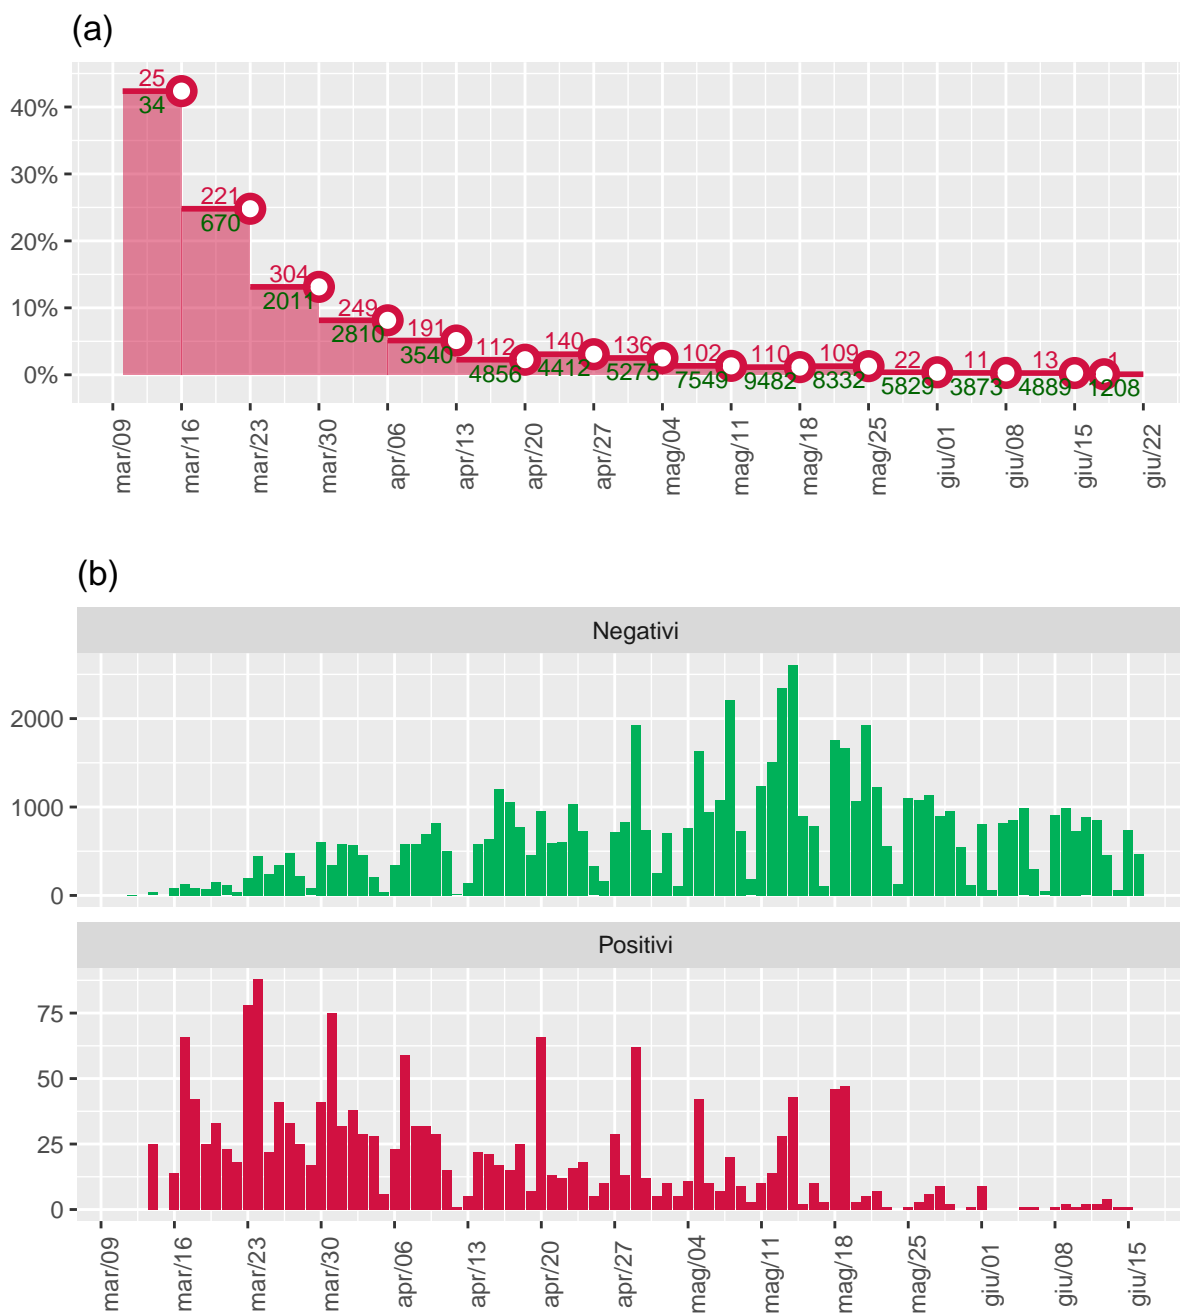 (a)
40%
30%
20%
10%
0%
25
34
221
670
304
2011
249
2810
191
3540
112
4856
140
4412
136
5275
102
7549
110
9482
109
8332
22
5829
11
3873
13
4889
1
1208
mar/09
mar/16
mar/23
mar/30
apr/06
apr/13
apr/20
apr/27
mag/04
mag/11
mag/18
mag/25
giu/01
giu/08
giu/15
giu/22
(b)
Negativi
2000
1000
0
Positivi
75
50
25
0
mar/09
mar/16
mar/23
mar/30
apr/06
apr/13
apr/20
apr/27
mag/04
mag/11
mag/18
mag/25
giu/01
giu/08
giu/15